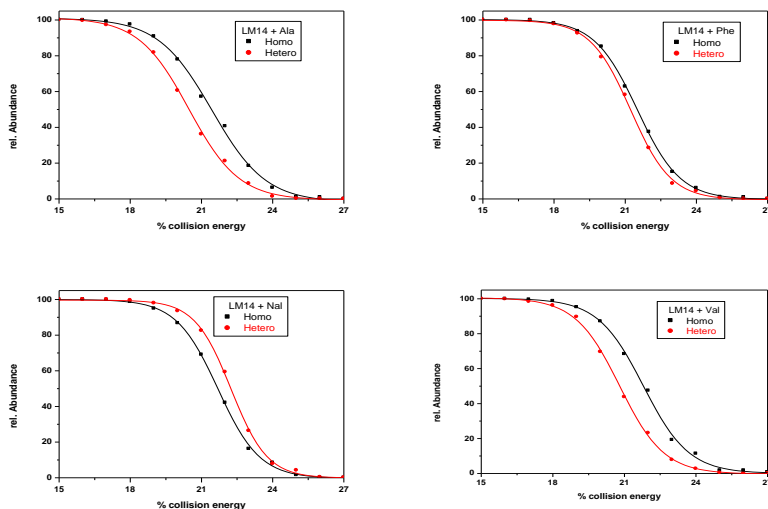 LM14 + Ala
Homo
Hetero
100
80
60
40
20
0
rel. Abundance
15 18 21 24 27
% collision energy
LM14 + Phe
Homo
Hetero
100
80
60
40
20
0
rel. Abundance
15 18 21 24 27
% collision energy
LM14 + Nal
Homo
Hetero
100
80
60
40
20
0
rel. Abundance
15 18 21 24 27
% collision energy
LM14 + Val
Homo
Hetero
100
80
60
40
20
0
rel. Abundance
15 18 21 24 27
% collision energy